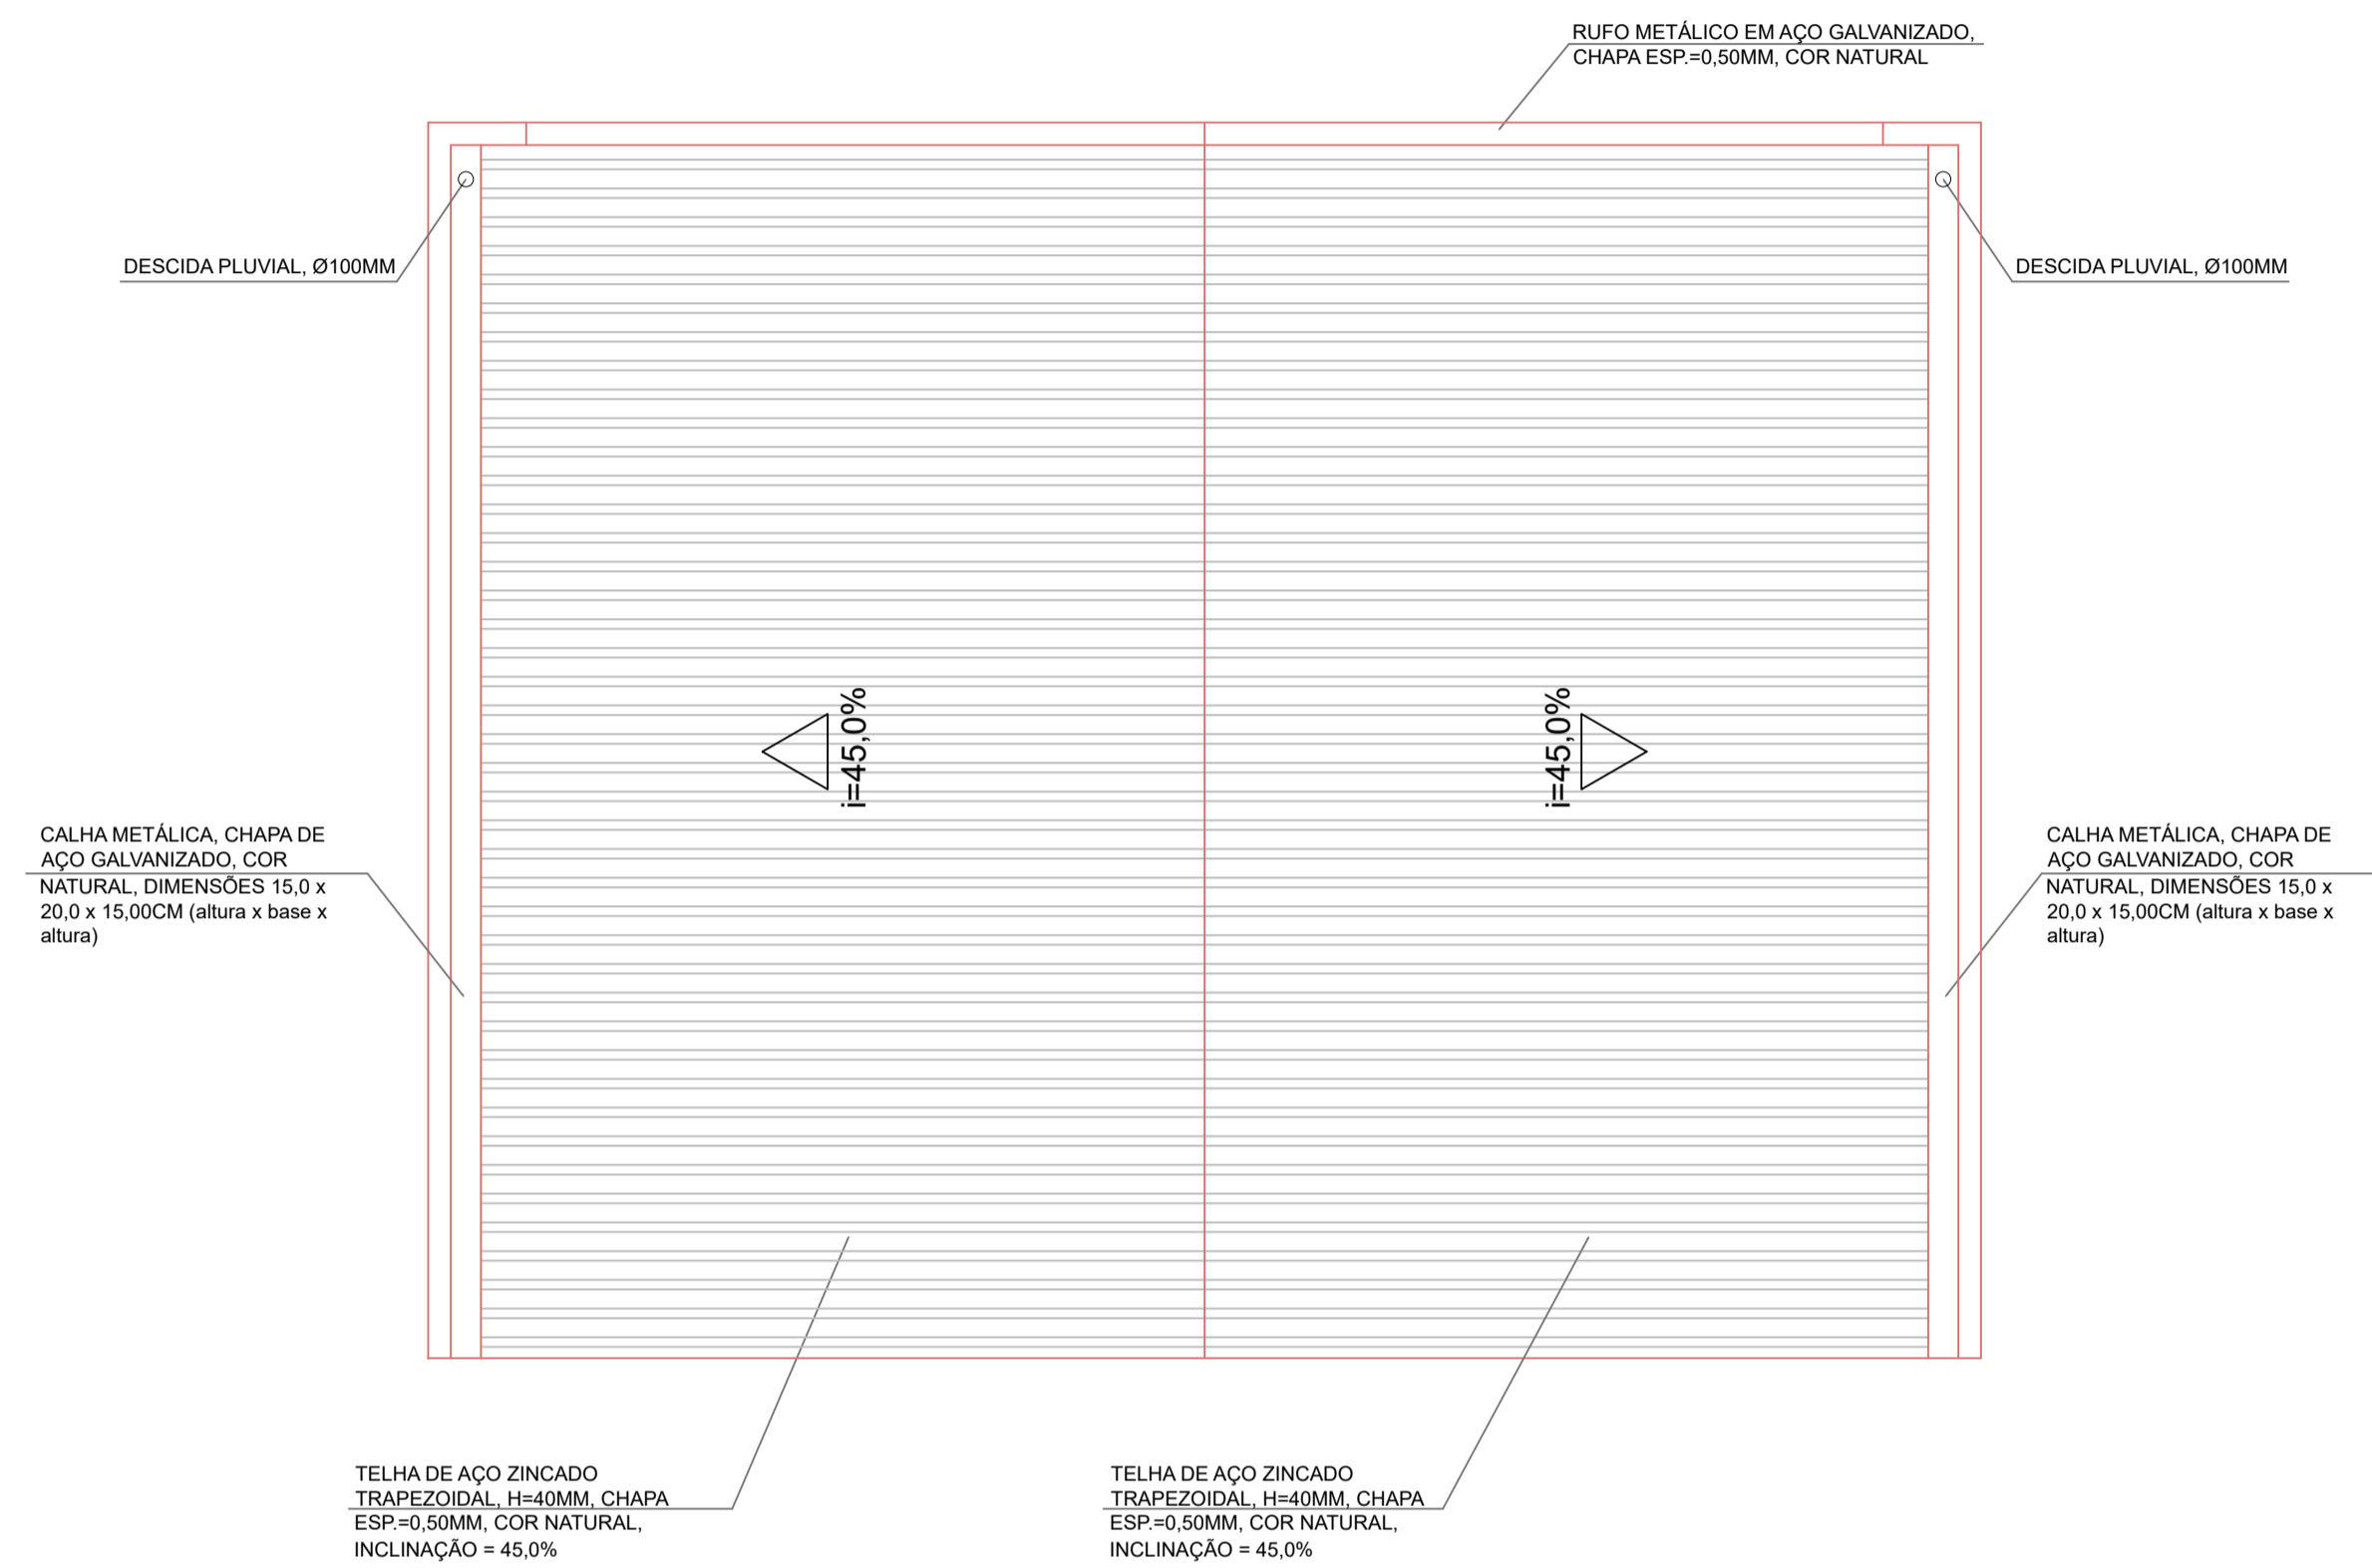 RUFO METÁLICO EM AÇO GALVANIZADO,
CHAPA ESP.=0,50MM, COR NATURAL
DESCIDA PLUVIAL, Ø100MM
DESCIDA PLUVIAL, Ø100MM
i=45,0%
i=45,0%
CALHA METÁLICA, CHAPA DE
AÇO GALVANIZADO, COR
NATURAL, DIMENSÕES 15,0 x
20,0 x 15,00CM (altura x base x
altura)
CALHA METÁLICA, CHAPA DE
AÇO GALVANIZADO, COR
NATURAL, DIMENSÕES 15,0 x
20,0 x 15,00CM (altura x base x
altura)
TELHA DE AÇO ZINCADO
TRAPEZOIDAL, H=40MM, CHAPA
ESP.=0,50MM, COR NATURAL,
INCLINAÇÃO = 45,0%
TELHA DE AÇO ZINCADO
TRAPEZOIDAL, H=40MM, CHAPA
ESP.=0,50MM, COR NATURAL,
INCLINAÇÃO = 45,0%